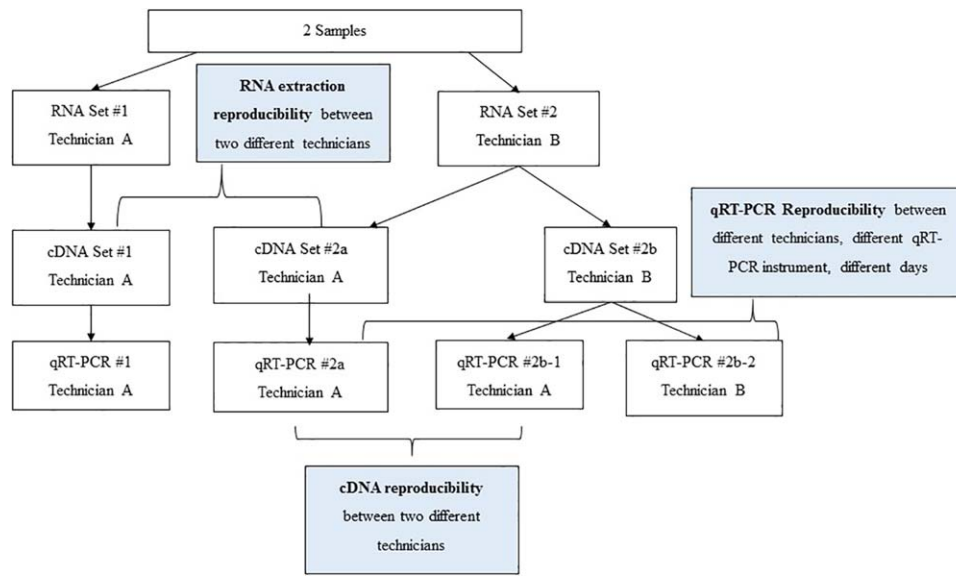 2 Samples
RNA Set #1
Technician A
RNA extraction
reproducibility between
two different technicians
RNA Set #2
Technician B
cDNA Set #1
Technician A
cDNA Set #2a
Technician A
cDNA Set #2b
Technician B
qRT-PCR Reproducibility between
different technicians, different qRT-
PCR instrument, different days
qRT-PCR #1
Technician A
qRT-PCR #2a
Technician A
qRT-PCR #2b-1
Technician A
qRT-PCR #2b-2
Technician B
cDNA reproducibility
between two different
technicians